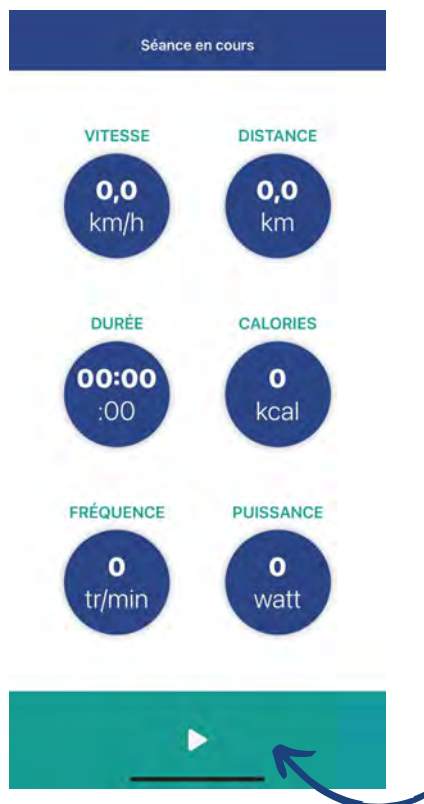 Séance en cours
VITESSE
0,0
km/h
DISTANCE
0,0
km
DURÉE
00:00
:00
CALORIES
0
kcal
FRÉQUENCE
0
tr/min
PUISSANCE
0
watt